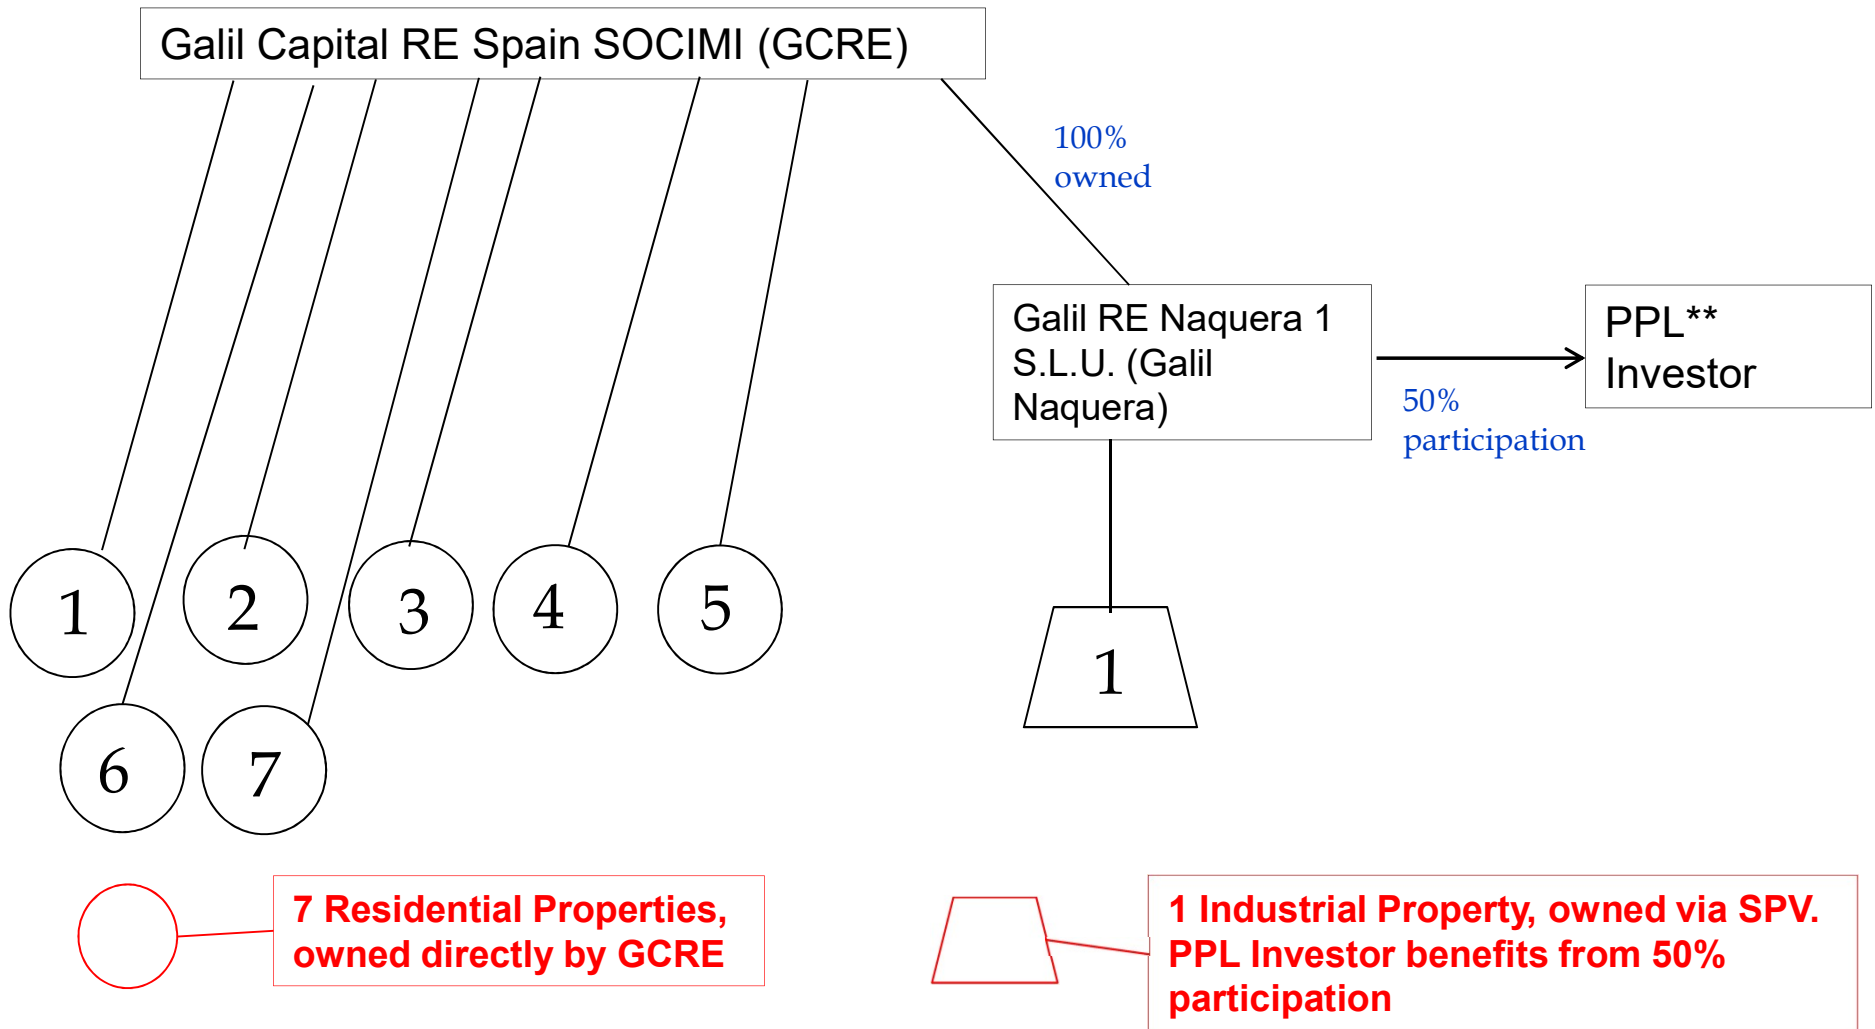 Galil Capital RE Spain SOCIMI (GCRE)
100%
owned
Galil RE Naquera 1
S.L.U. (Galil
Naquera)
PPL**
Investor
50%
participation
1
2
3
4
5
1
6
7
7 Residential Properties,
owned directly by GCRE
1 Industrial Property, owned via SPV.
PPL Investor benefits from 50%
participation